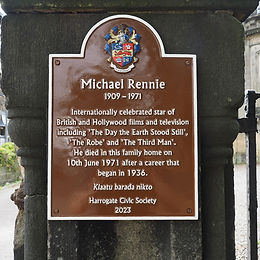 Michael Rennie
1909 – 1971
Internationally celebrated star of
British and Hollywood films and television
including 'The Day the Earth Stood Still',
'The Robe' and 'The Third Man'.
He died in this family home on
10th June 1971 after a career that
began in 1936.
Klaatu barada nikto
Harrogate Civic Society
2023